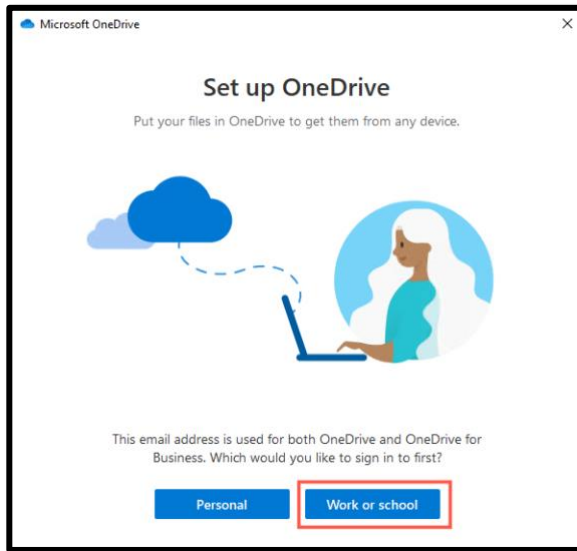 Microsoft OneDrive
Set up OneDrive
Put your files in OneDrive to get them from any device.
This email address is used for both OneDrive and OneDrive for
Business. Which would you like to sign in to first?
Personal
Work or school